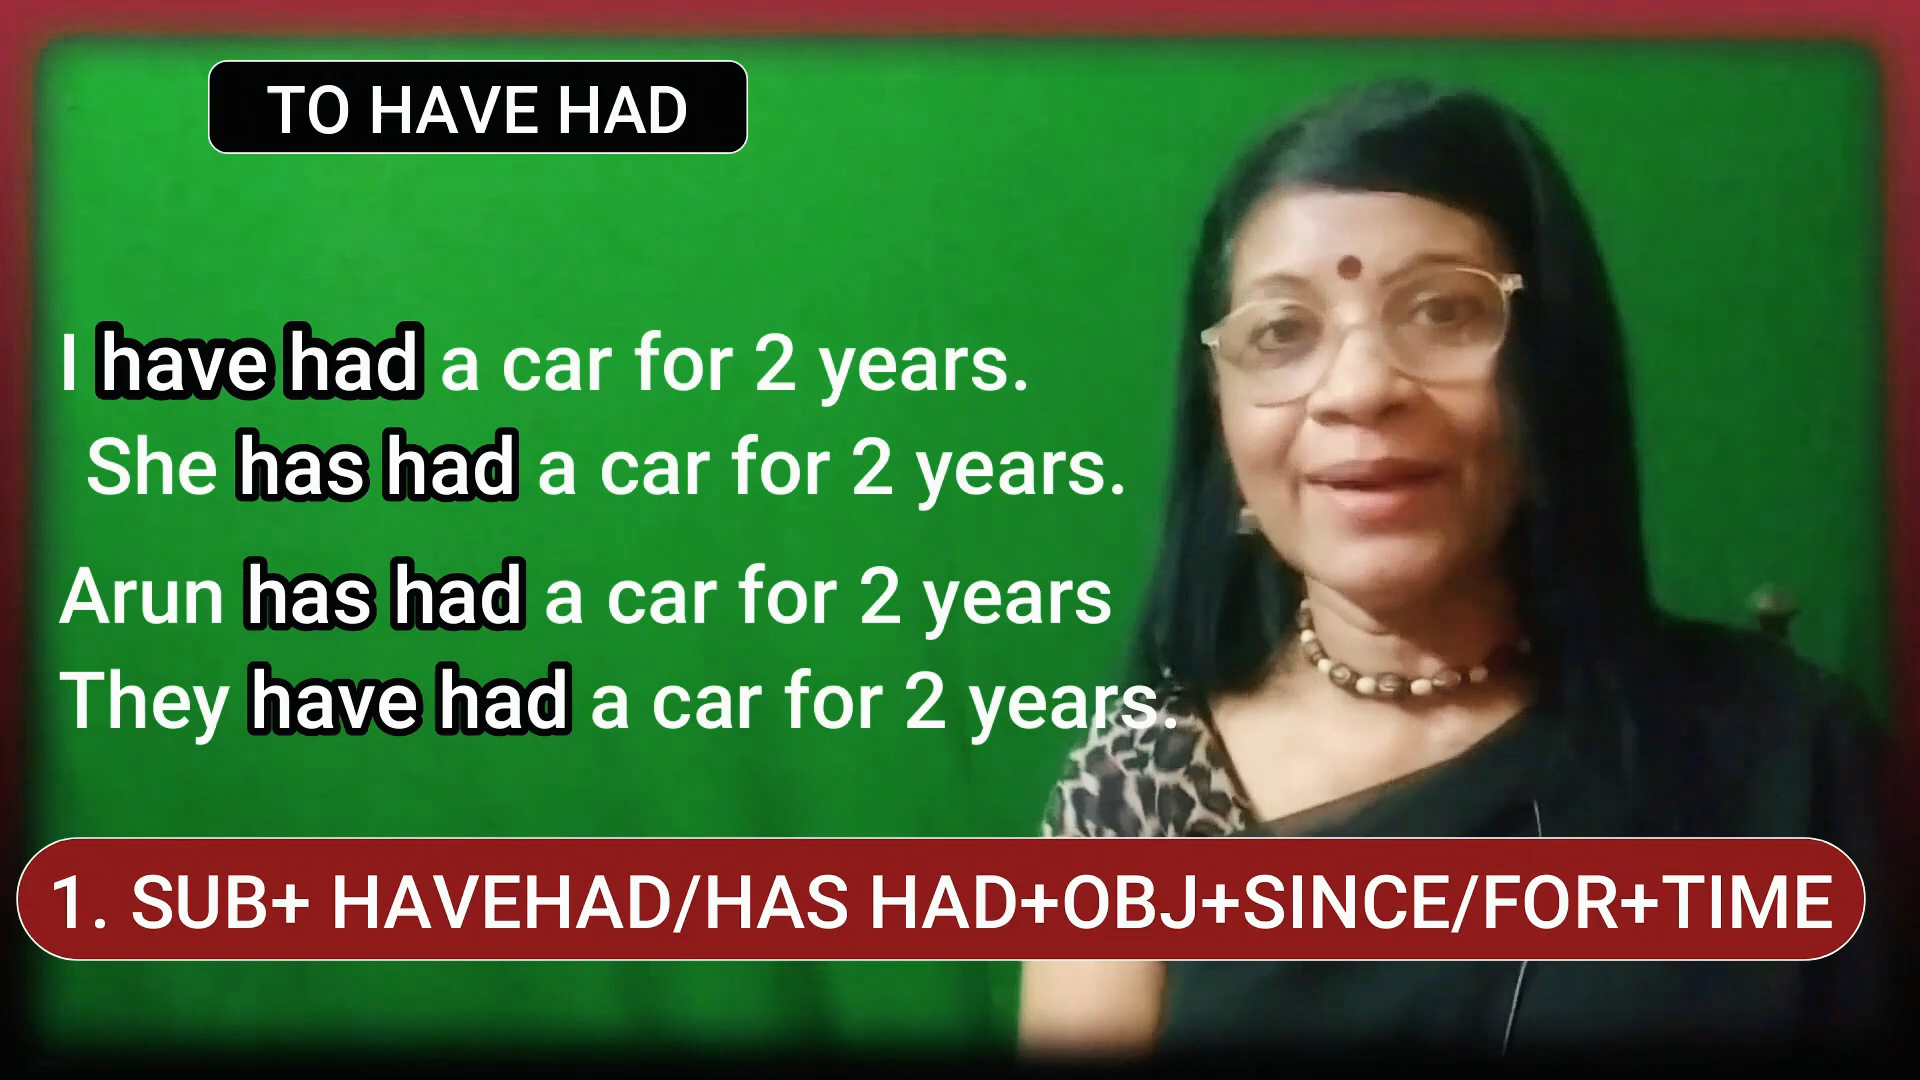 TO HAVE HAD
I have had a car for 2 years.
She has had a car for 2 years.
Arun has had a car for 2 years
They have had a car for 2 years.
1. SUB+ HAVEHAD/HAS HAD+OBJ+SINCE/FOR+TIME